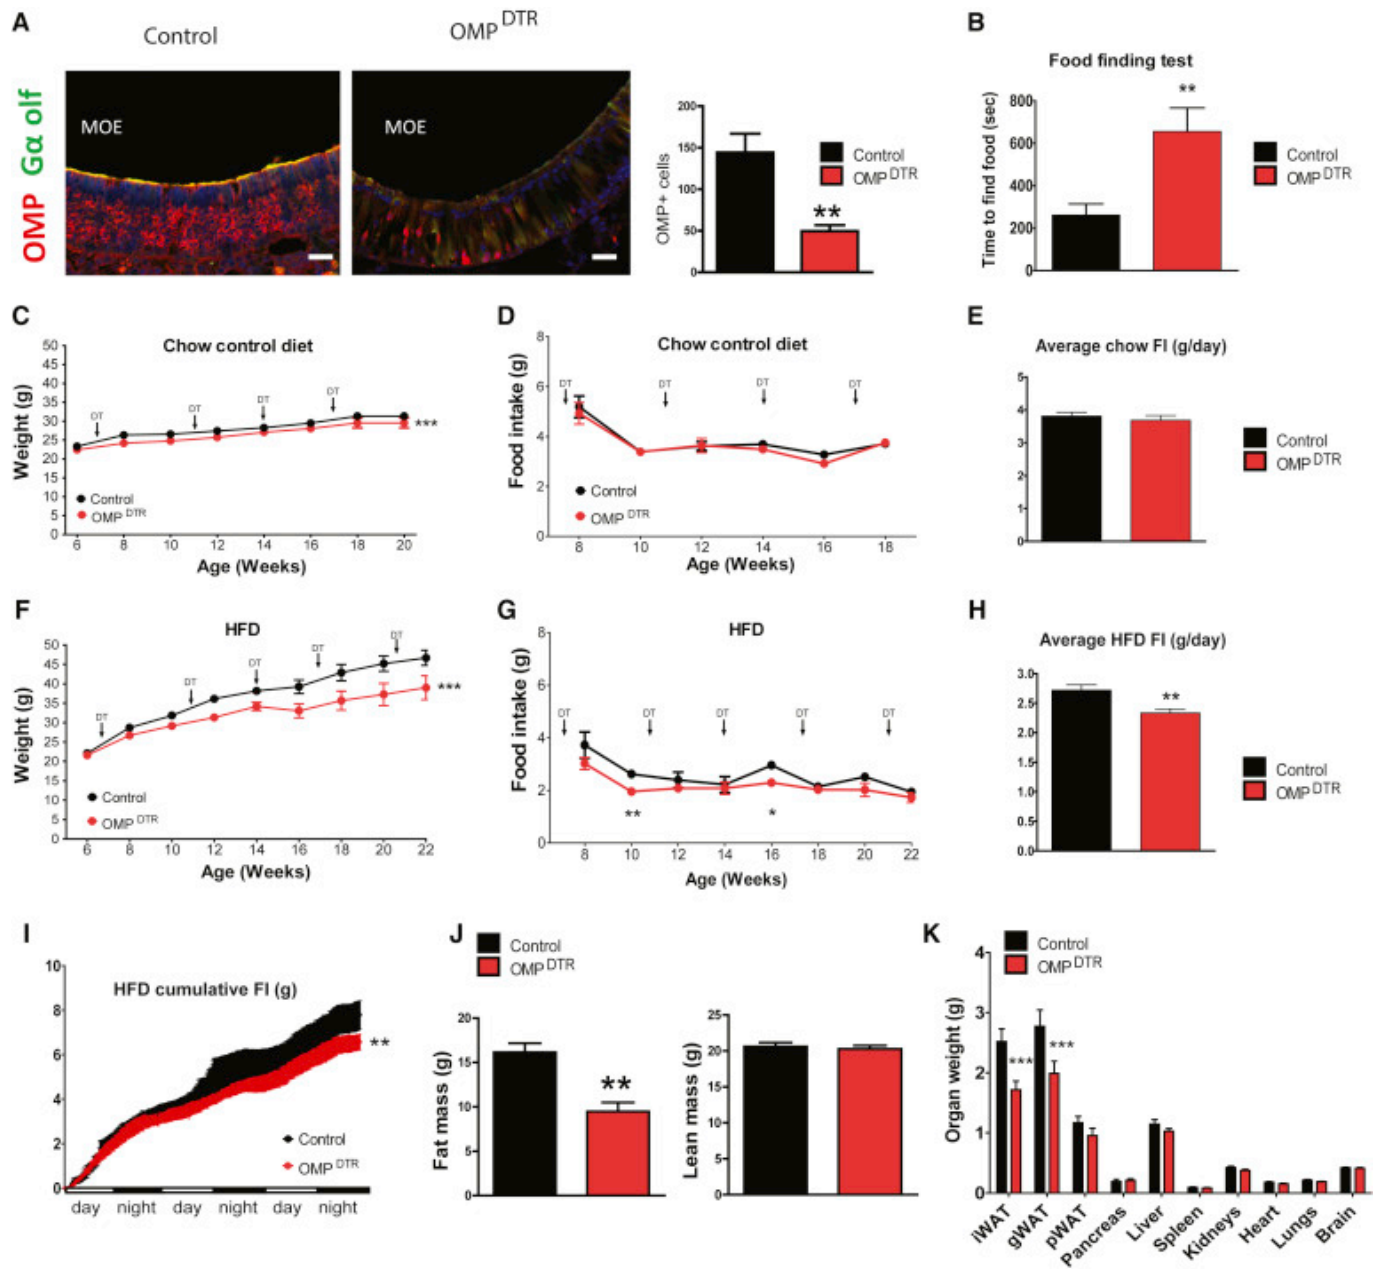 A
Control
OMP DTR
OMP Gα olf
MOE
MOE
OMP+ cells
200
150
100
50
0
**
Control
OMP DTR
B
Food finding test
Time to find food (sec)
800
600
400
200
0
**
Control
OMP DTR
C
Chow control diet
Weight (g)
50
45
40
35
30
25
20
15
10
5
0
DT
DT
DT
DT
***
Control
OMP DTR
6 8 10 12 14 16 18 20
Age (Weeks)
D
Chow control diet
Food intake (g)
8
6
4
2
0
DT
DT
DT
DT
Control
OMP DTR
8 10 12 14 16 18
Age (Weeks)
E
Average chow FI (g/day)
5
4
3
2
1
0
Control
OMP DTR
F
HFD
Weight (g)
50
45
40
35
30
25
20
15
10
5
0
DT
DT
DT
DT
DT
***
Control
OMP DTR
6 8 10 12 14 16 18 20 22
Age (Weeks)
G
HFD
Food intake (g)
8
6
4
2
0
DT
DT
DT
DT
DT
** *
8 10 12 14 16 18 20 22
Age (Weeks)
H
Average HFD FI (g/day)
3.0
2.5
2.0
1.5
1.0
0.5
0.0
**
Control
OMP DTR
I
HFD cumulative FI (g)
10
8
6
4
2
0
**
Control
OMP DTR
day night day night day night
J
Control
OMP DTR
Fat mass (g)
20
15
10
5
0
**
Lean mass (g)
25
20
15
10
5
0
K
Control
OMP DTR
Organ weight (g)
4
3
2
1
0
***
***
iWAT
gWAT
pWAT
Pancreas
Liver
Spleen
Kidneys
Heart
Lungs
Brain